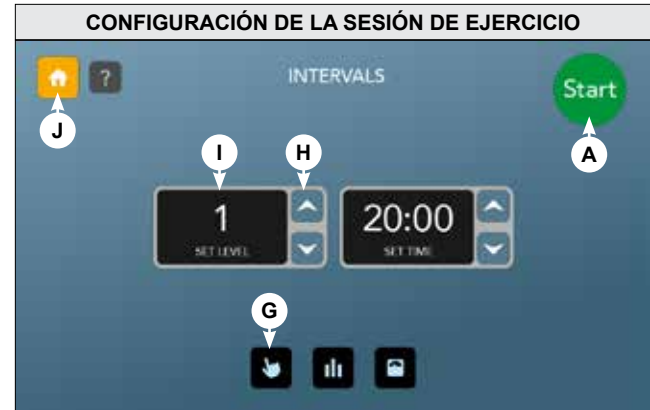 CONFIGURACIÓN DE LA SESIÓN DE EJERCICIO
?
INTERVALS
Start
J
A
I
H
1
20:00
SET LEVEL
SET TIME
G